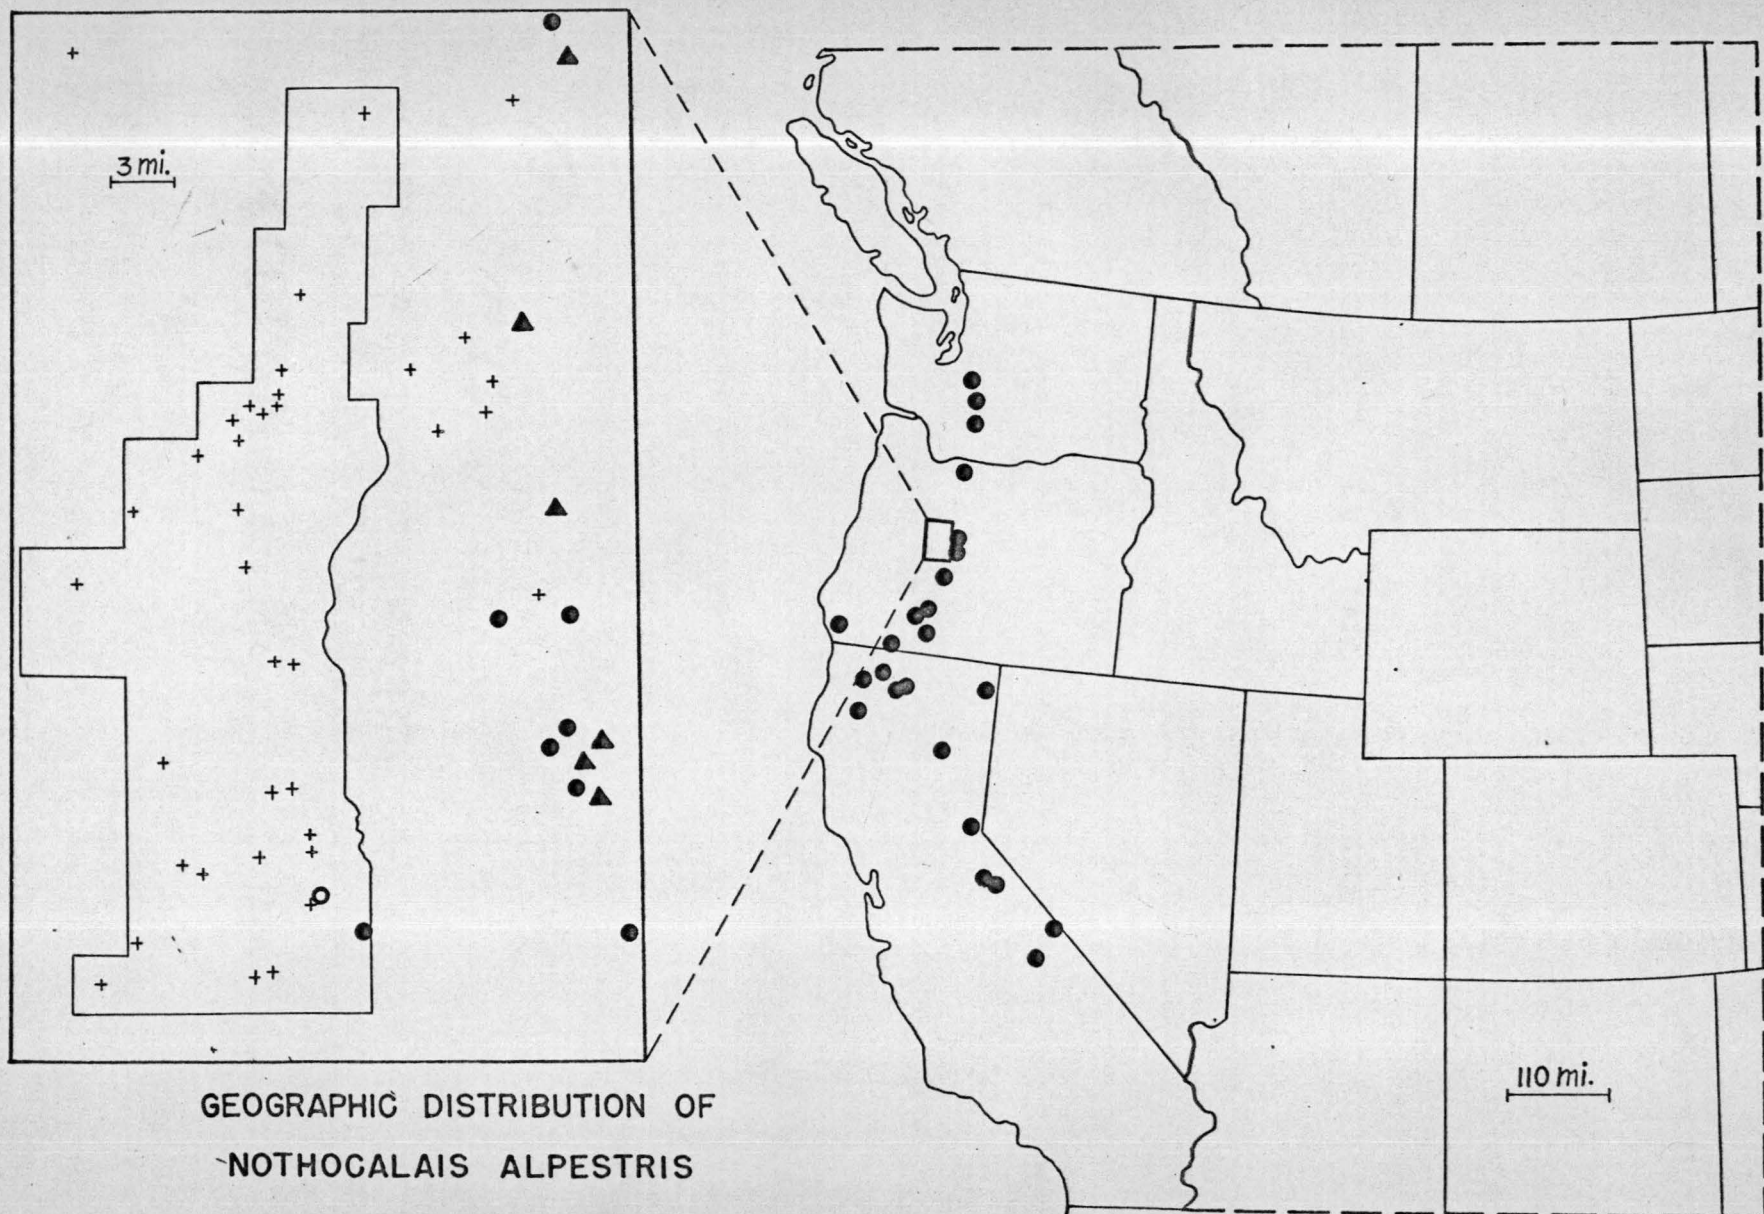 3 mi.
110 mi.
GEOGRAPHIC DISTRIBUTION OF
NOTHOCALAIS ALPESTRIS